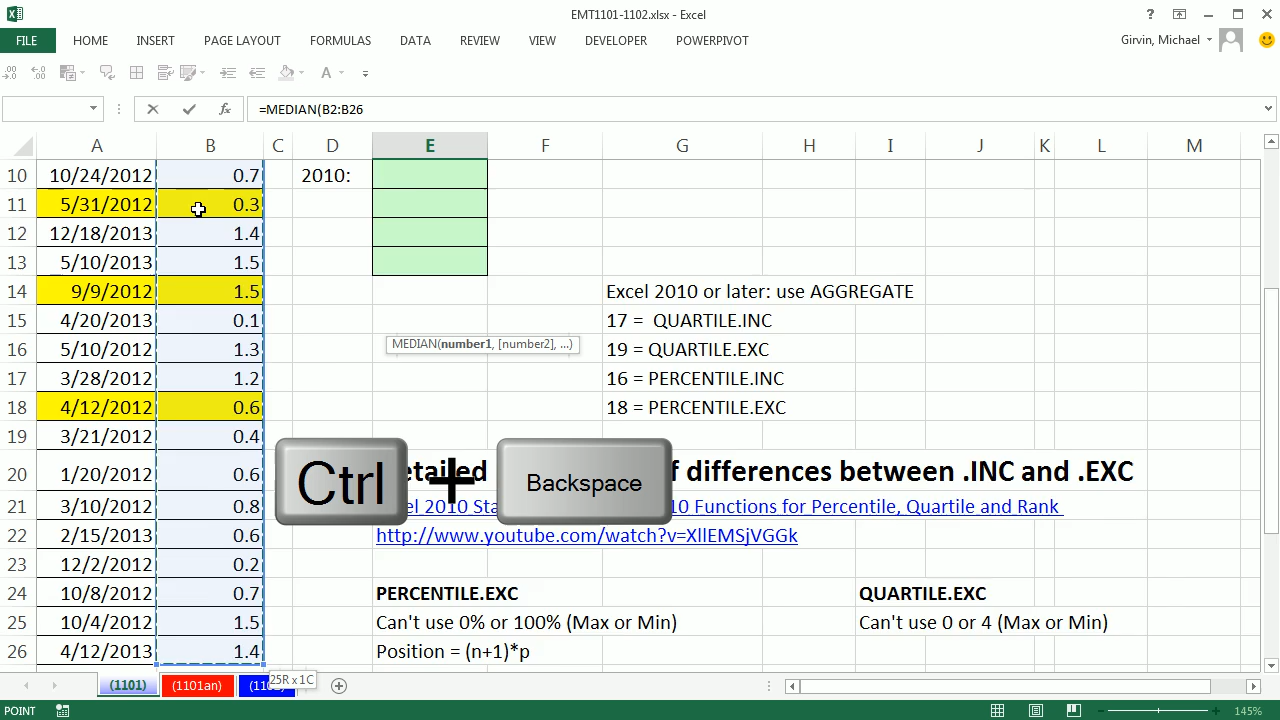 EMT1101-1102.xlsx - Excel
FILE HOME INSERT PAGE LAYOUT FORMULAS DATA REVIEW VIEW DEVELOPER POWERPIVOT Girvin, Michael
=MEDIAN(B2:B26
A B C D E F G H I J K L M
10 10/24/2012 0.7 2010:
11 5/31/2012 0.3
12 12/18/2013 1.4
13 5/10/2013 1.5
14 9/9/2012 1.5 Excel 2010 or later: use AGGREGATE
15 4/20/2013 0.1 17 = QUARTILE.INC
MEDIAN(number1, [number2], ...)
16 5/10/2012 1.3 19 = QUARTILE.EXC
17 3/28/2012 1.2 16 = PERCENTILE.INC
18 4/12/2012 0.6 18 = PERCENTILE.EXC
19 3/21/2012 0.4
20 1/20/2012 0.6 etailed f differences between .INC and .EXC
Ctrl + Backspace
21 3/10/2012 0.8 el 2010 Sta 10 Functions for Percentile, Quartile and Rank
22 2/15/2013 0.6 http://www.youtube.com/watch?v=XllEMSjVGGk
23 12/2/2012 0.2
24 10/8/2012 0.7 PERCENTILE.EXC QUARTILE.EXC
25 10/4/2012 1.5 Can't use 0% or 100% (Max or Min) Can't use 0 or 4 (Max or Min)
26 4/12/2013 1.4 Position = (n+1)*p
25R x 1C
(1101) (1101an) (110
POINT 145%